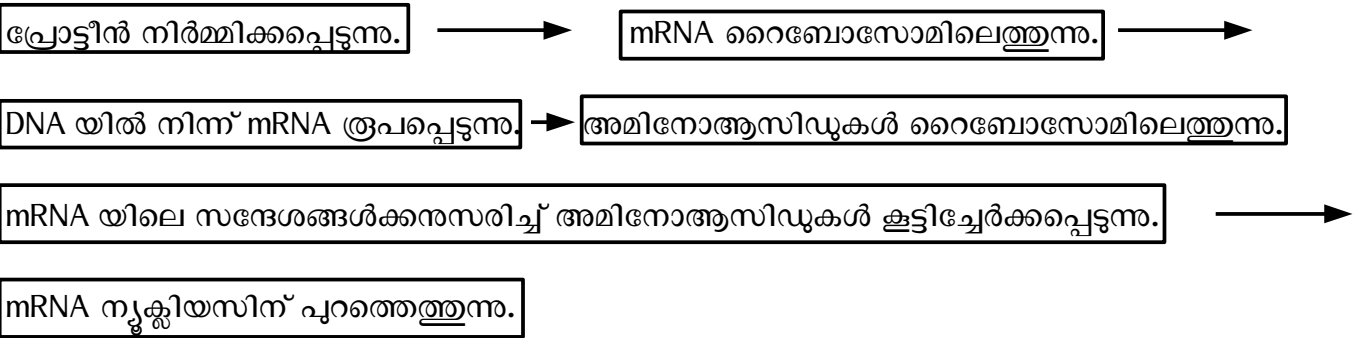 പ്രോട്ടീൻ നിർമ്മിക്കപ്പെടുന്നു. mRNA റൈബോസോമിലെത്തുന്നു.
DNA യിൽ നിന്ന് mRNA രൂപപ്പെടുന്നു. അമിനോആസിഡുകൾ റൈബോസോമിലെത്തുന്നു.
mRNA യിലെ സന്ദേശങ്ങൾക്കനുസരിച്ച് അമിനോആസിഡുകൾ കൂട്ടിച്ചേർക്കപ്പെടുന്നു.
mRNA ന്യൂക്ലിയസിന് പുറത്തെത്തുന്നു.